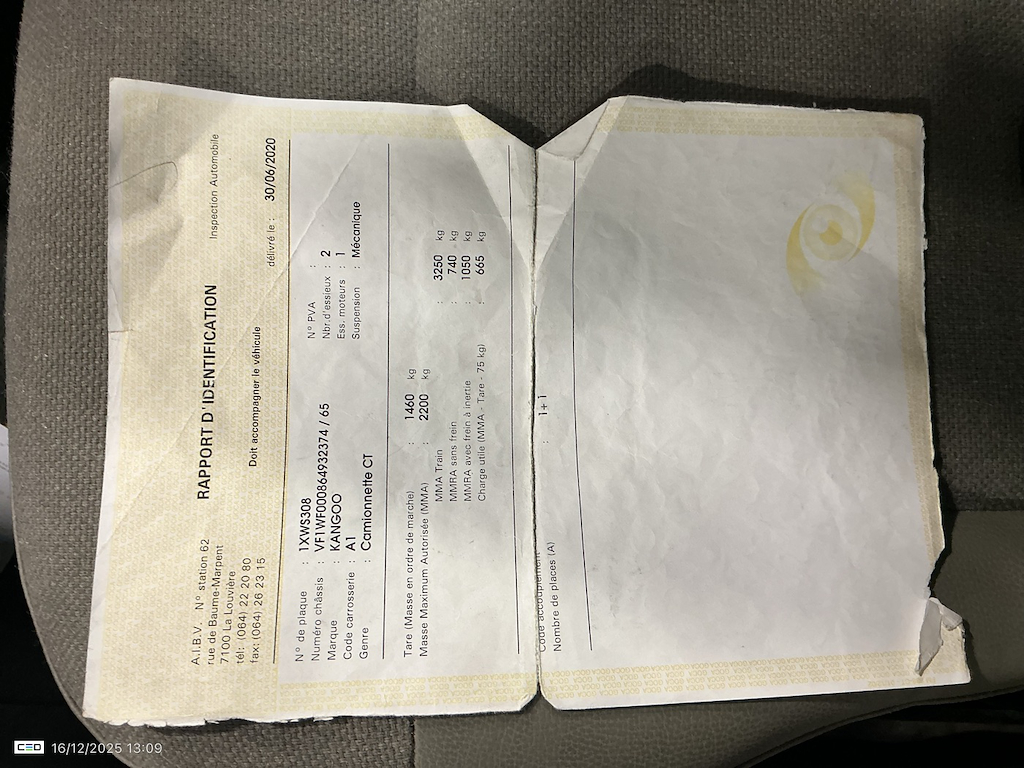 A.I.B.V. N° station 62
rue de Baume-Marpent
7100 La Louvière
tél: (064) 22 20 80
fax: (064) 26 23 15
Inspection Automobile
RAPPORT D'IDENTIFICATION
Doit accompagner le véhicule
délivré le : 30/06/2020
N° de plaque : 1XWS308
Numéro châssis : VF1WF000864932374 / 65
Marque : KANGOO
Code carrosserie : A1
Genre : Camionnette CT
N° PVA :
Nbr.d'essieux : 2
Ess. moteurs : 1
Suspension : Mécanique
Tare (Masse en ordre de marche) : 1460 kg
Masse Maximum Autorisée (MMA) : 2200 kg
MMA Train : 3250 kg
MMRA sans frein : 740 kg
MMRA avec frein à inertie : 1050 kg
Charge utile (MMA - Tare - 75 kg) : 665 kg
Code accouplement
Nombre de places (A) : 1+1
CEO 16/12/2025 13:09